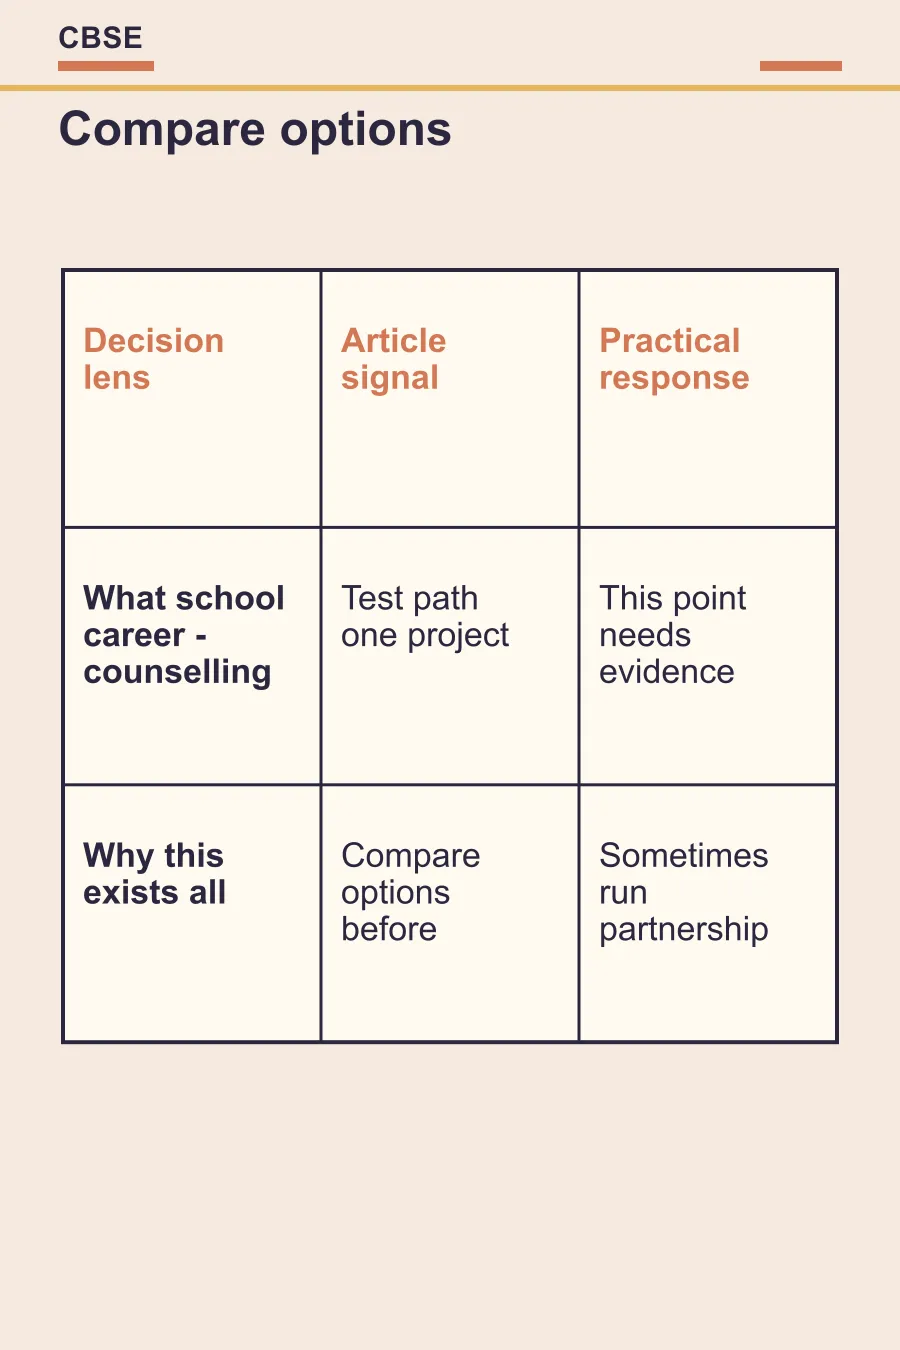 CBSE
Compare options
Decision
lens
Article
signal
Practical
response
What school
career -
counselling
Test path
one project
This point
needs
evidence
Why this
exists all
Compare
options
before
Sometimes
run
partnership